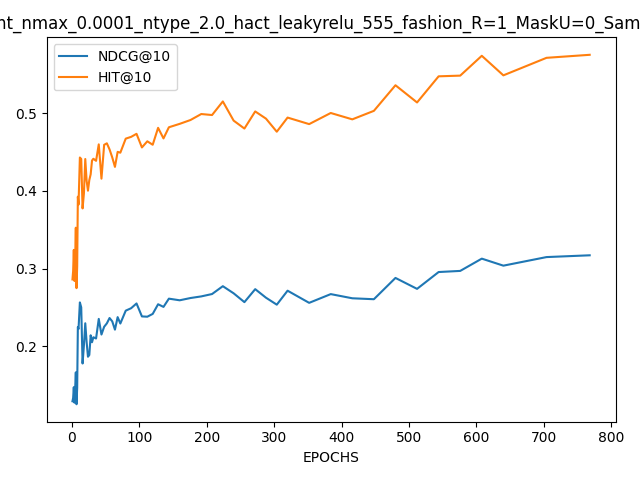 nt_nmax_0.0001_ntype_2.0_hact_leakyrelu_555_fashion_R=1_MaskU=0_Sam
NDCG@10
HIT@10
0.5
0.4
0.3
0.2
0 100 200 300 400 500 600 700 800
EPOCHS